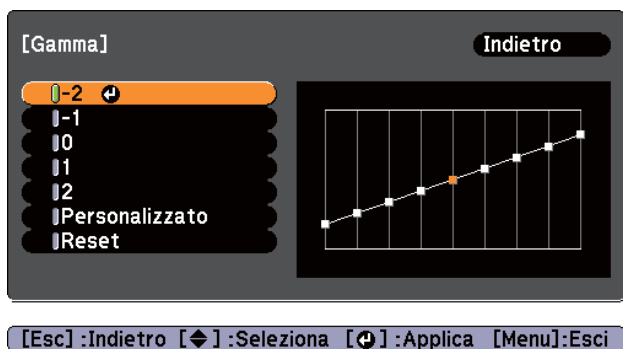 [Gamma]
Indietro
-2
-1
0
1
2
Personalizzato
Reset
[Esc] :Indietro [◆] :Seleziona [↵] :Applica [Menu]:Esci